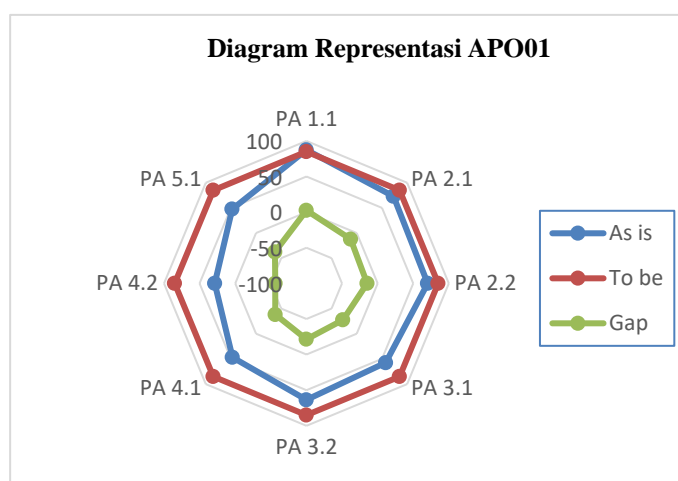 Diagram Representasi APO01
PA 1.1
PA 2.1
PA 2.2
PA 3.1
PA 3.2
PA 4.1
PA 4.2
PA 5.1
100
50
0
-50
-100
As is
To be
Gap